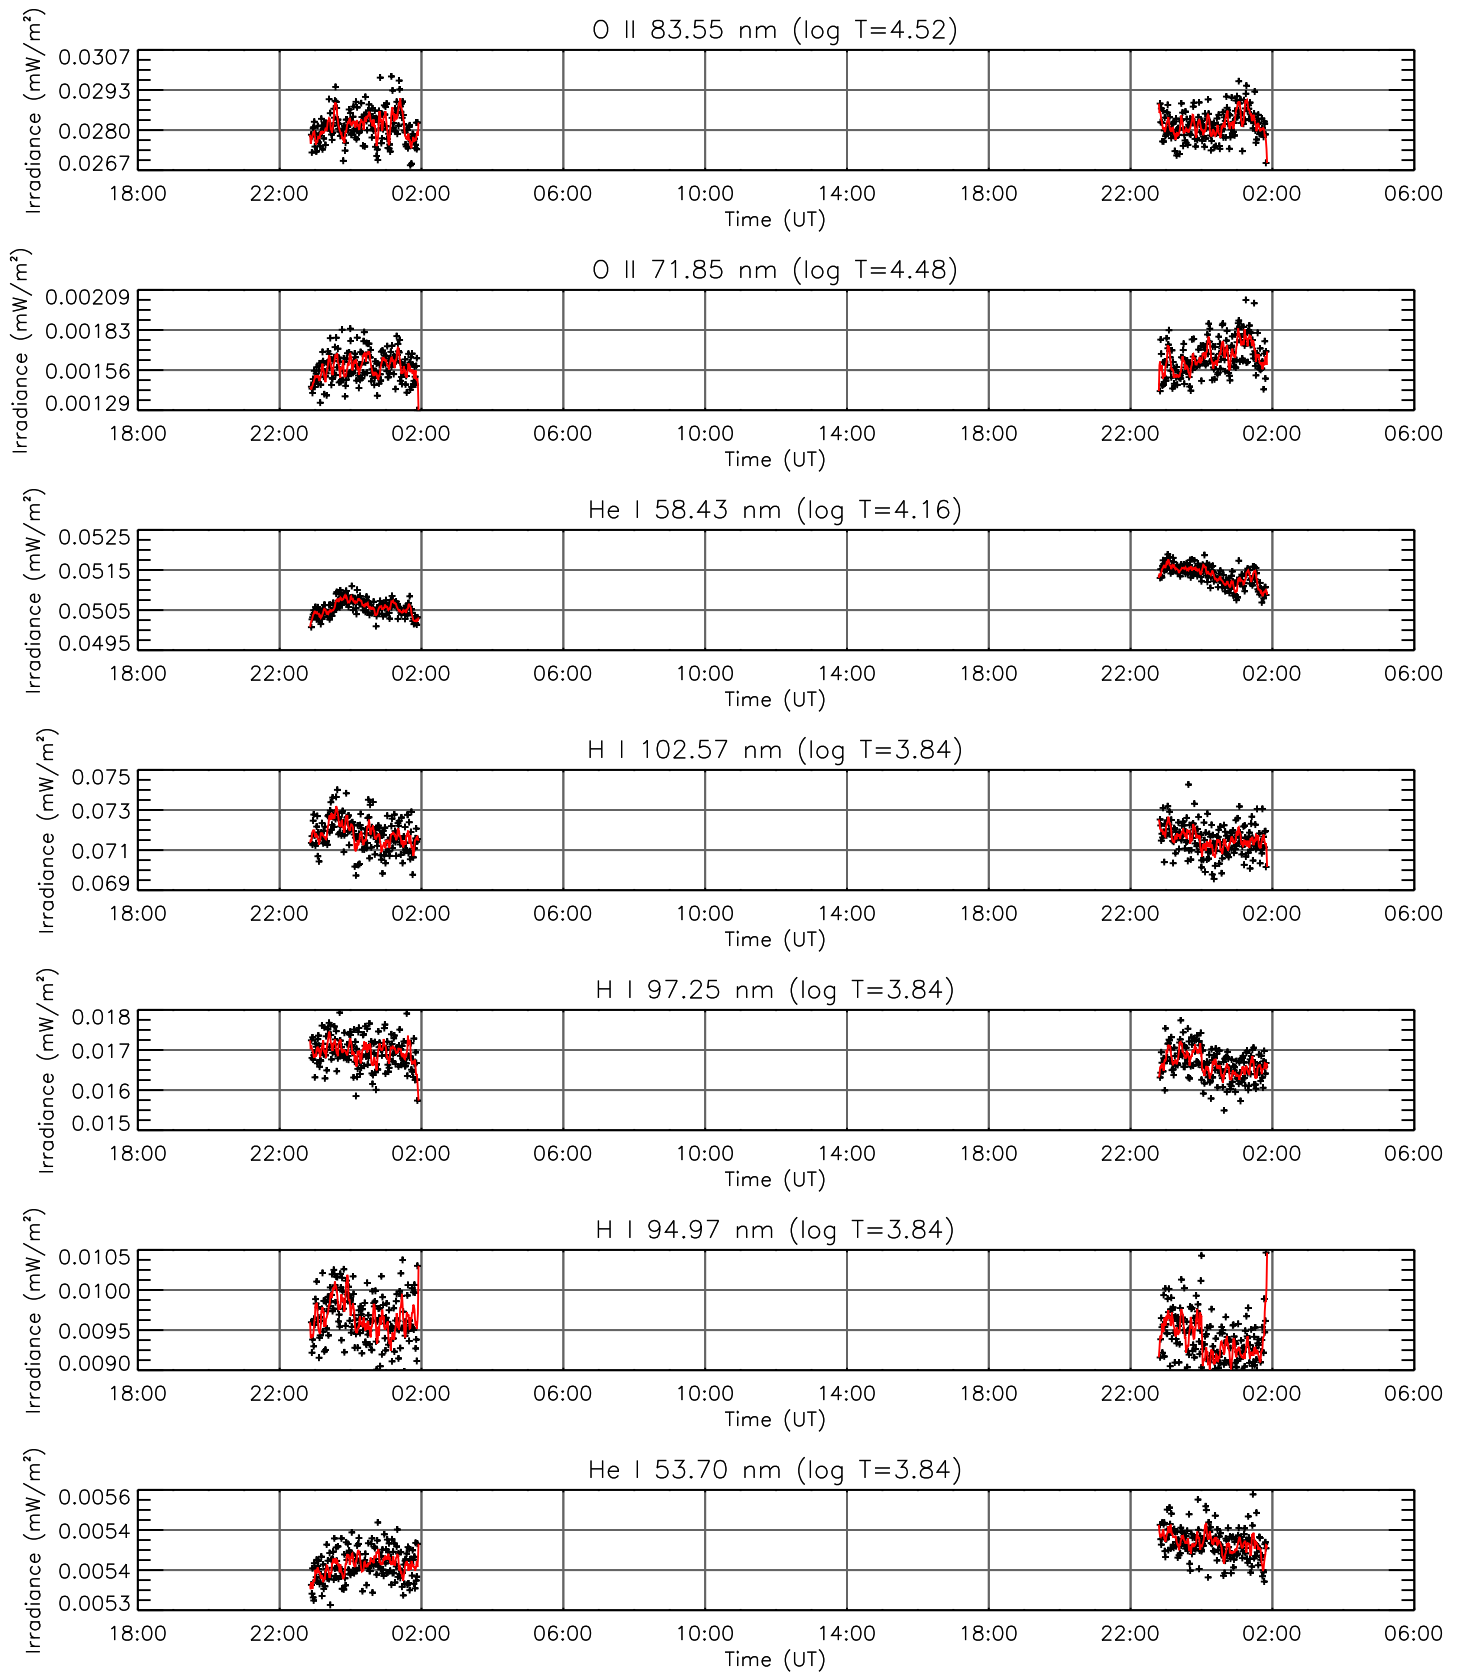 O II 83.55 nm (log T=4.52)
Irradiance (mW/m²)
0.0307
0.0293
0.0280
0.0267
18:00 22:00 02:00 06:00 10:00 14:00 18:00 22:00 02:00 06:00
Time (UT)
O II 71.85 nm (log T=4.48)
Irradiance (mW/m²)
0.00209
0.00183
0.00156
0.00129
18:00 22:00 02:00 06:00 10:00 14:00 18:00 22:00 02:00 06:00
Time (UT)
He I 58.43 nm (log T=4.16)
Irradiance (mW/m²)
0.0525
0.0515
0.0505
0.0495
18:00 22:00 02:00 06:00 10:00 14:00 18:00 22:00 02:00 06:00
Time (UT)
H I 102.57 nm (log T=3.84)
Irradiance (mW/m²)
0.075
0.073
0.071
0.069
18:00 22:00 02:00 06:00 10:00 14:00 18:00 22:00 02:00 06:00
Time (UT)
H I 97.25 nm (log T=3.84)
Irradiance (mW/m²)
0.018
0.017
0.016
0.015
18:00 22:00 02:00 06:00 10:00 14:00 18:00 22:00 02:00 06:00
Time (UT)
H I 94.97 nm (log T=3.84)
Irradiance (mW/m²)
0.0105
0.0100
0.0095
0.0090
18:00 22:00 02:00 06:00 10:00 14:00 18:00 22:00 02:00 06:00
Time (UT)
He I 53.70 nm (log T=3.84)
Irradiance (mW/m²)
0.0056
0.0054
0.0054
0.0053
18:00 22:00 02:00 06:00 10:00 14:00 18:00 22:00 02:00 06:00
Time (UT)